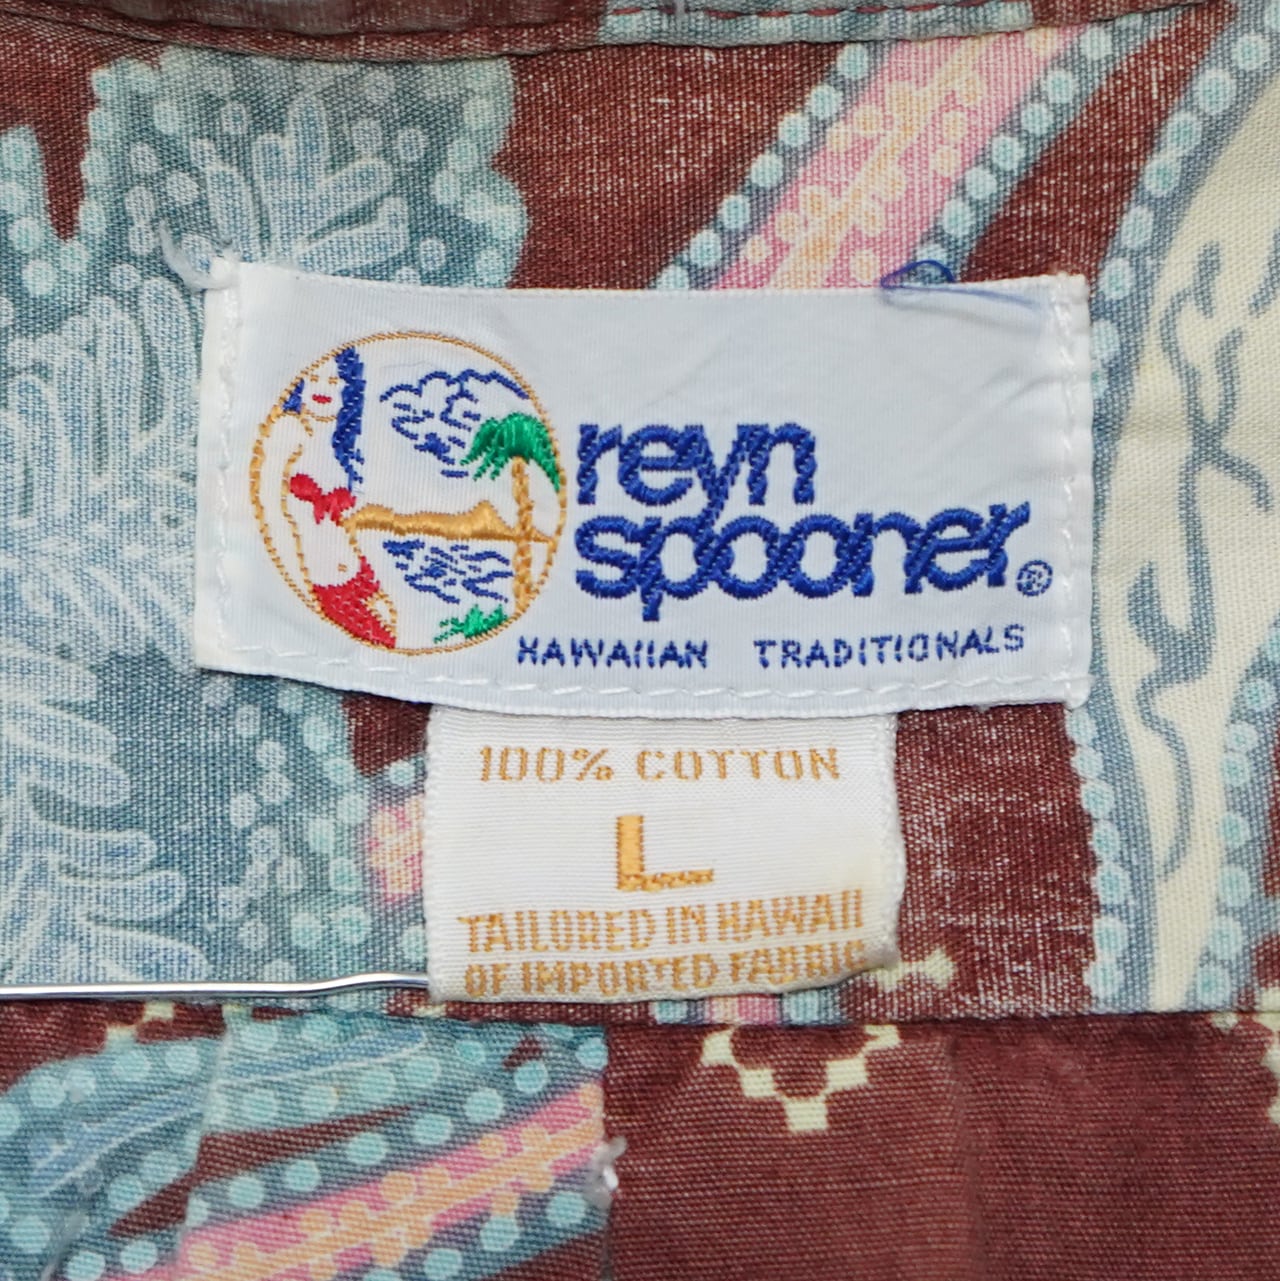 reyn
spooner®
HAWAIIAN TRADITIONALS
100% COTTON
L
TAILORED IN HAWAII
OF IMPORTED FABRIC